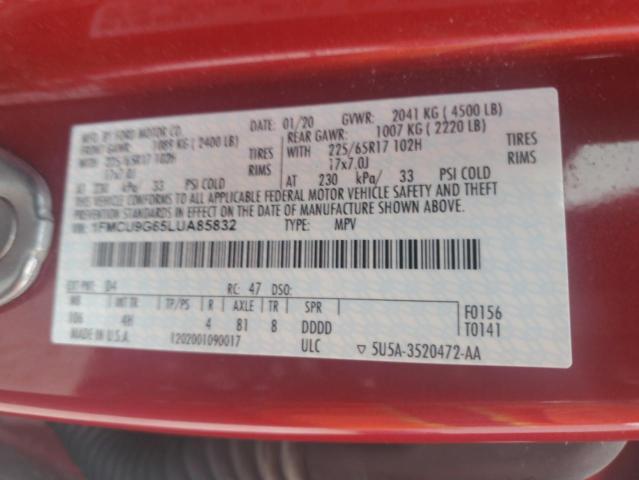 MFD. BY FORD MOTOR CO. DATE: 01/20 GVWR: 2041 KG (4500 LB)
FRONT GAWR: 1089 KG (2400 LB) REAR GAWR: 1007 KG (2220 LB)
225/65R17 102H TIRES WITH 225/65R17 102H TIRES
17x7.0J RIMS 17x7.0J RIMS
AT 230 kPa/ 33 PSI COLD AT 230 kPa/ 33 PSI COLD
THIS VEHICLE CONFORMS TO ALL APPLICABLE FEDERAL MOTOR VEHICLE SAFETY AND THEFT
PREVENTION STANDARDS IN EFFECT ON THE DATE OF MANUFACTURE SHOWN ABOVE.
VIN: 1FMCU9G65LUA85832 TYPE: MPV
EXT PNT: D4 RC: 47 DSO:
WB INT TR TP/PS R AXLE TR SPR F0156
106 4H 4 81 8 DDDD T0141
MADE IN U.S.A. 1202001090017 ULC ▽ 5U5A-3520472-AA